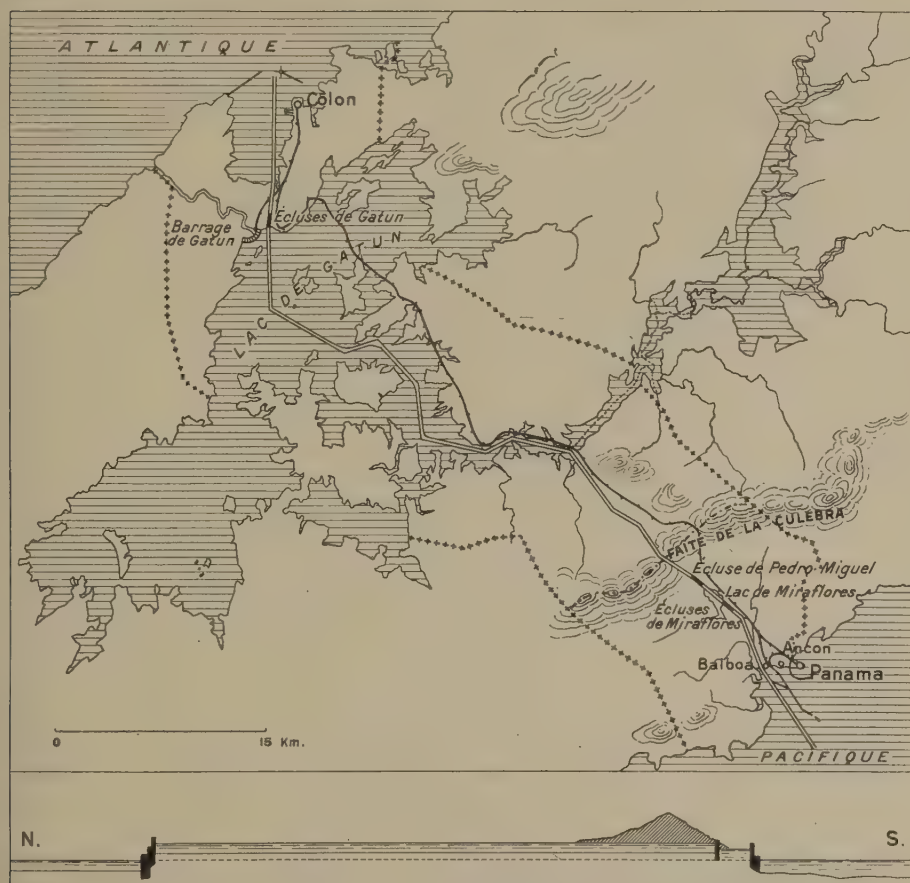 ATLANTIQUE
Colon
Écluses de Gatun
Barrage
de Gatun
LAC DE GATUN
FAITE DE LA CULEBRA
Ecluse de Pedro-Miguel
Lac de Miraflores
Écluses
de Miraflores
Ancon
Balboa
Panama
0 15 Km.
PACIFIQUE
N. S.